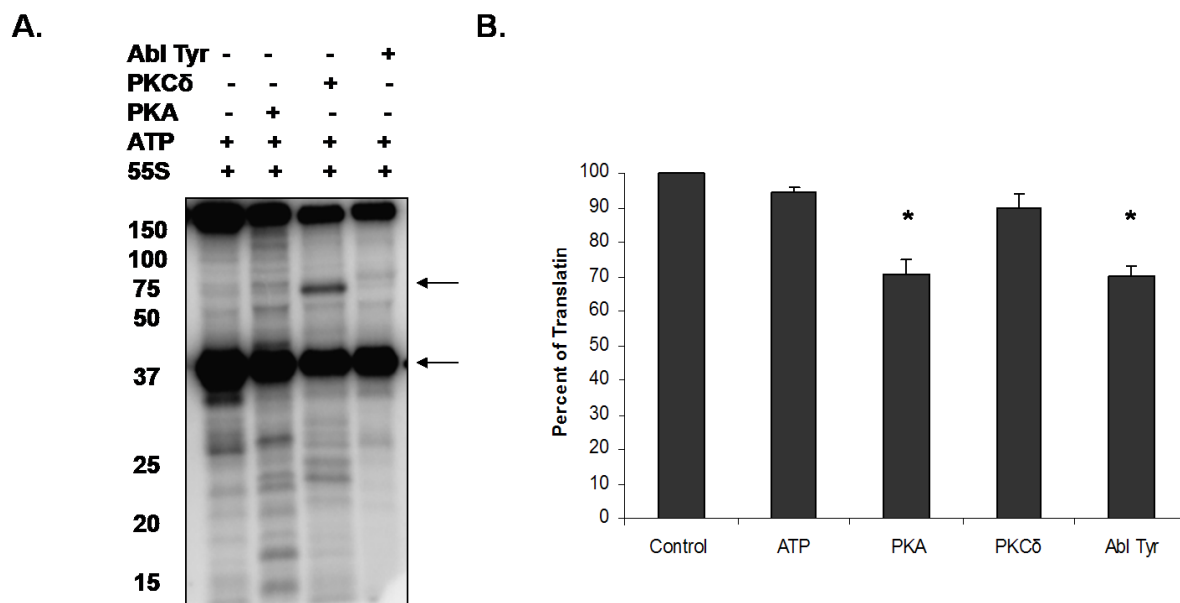 A.
Abl Tyr - - - +
PKCδ - - + -
PKA - + - -
ATP + + + +
55S + + + +
150
100
75
50
37
25
20
15
B.
Percent of Translatin
100
90
80
70
60
50
40
30
20
10
0
* *
Control ATP PKA PKCδ Abl Tyr